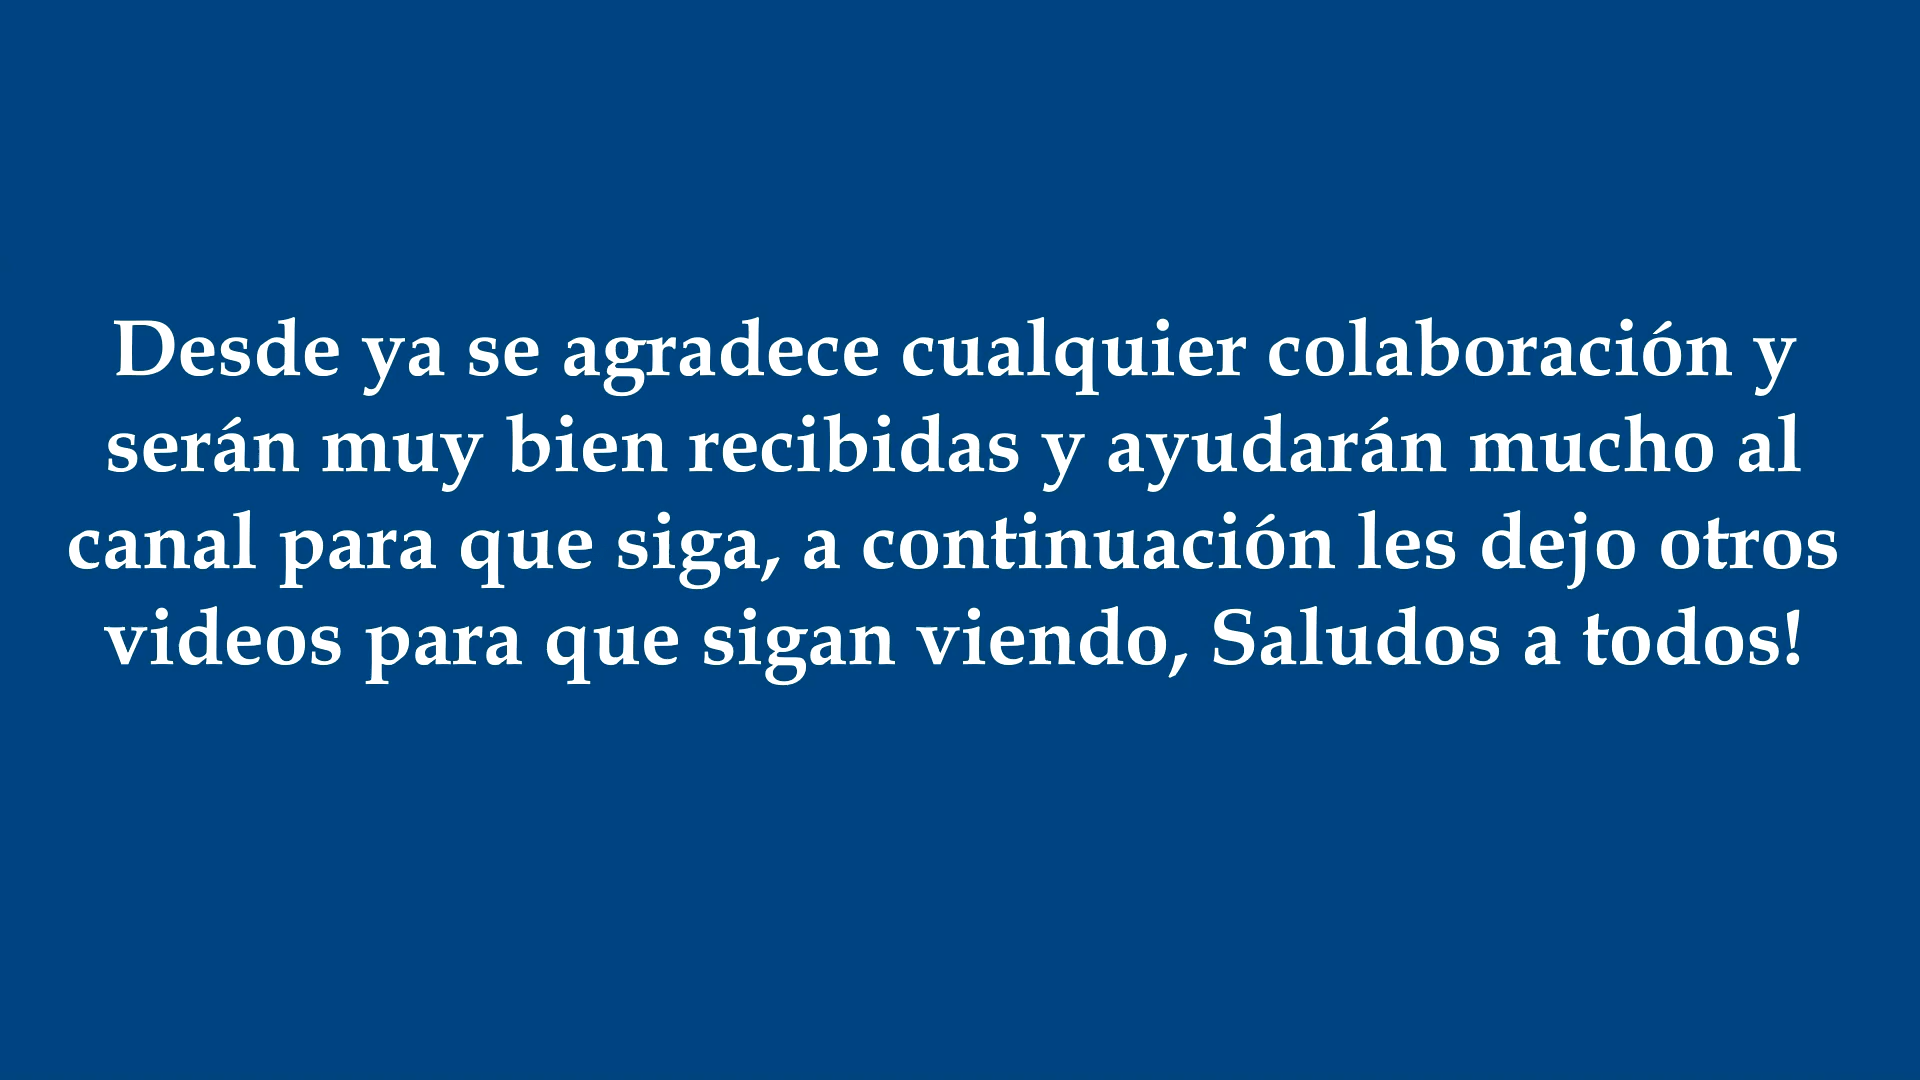 Desde ya se agradece cualquier colaboración y
serán muy bien recibidas y ayudarán mucho al
canal para que siga, a continuación les dejo otros
videos para que sigan viendo, Saludos a todos!